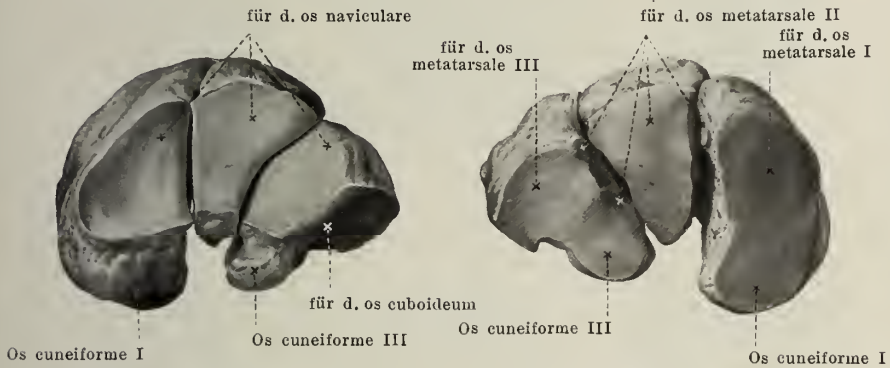 für d. os naviculare
für d. os cuboideum
Os cuneiforme III
Os cuneiforme I
für d. os metatarsale II
für d. os
metatarsale III
für d. os
metatarsale I
Os cuneiforme III
Os cuneiforme I